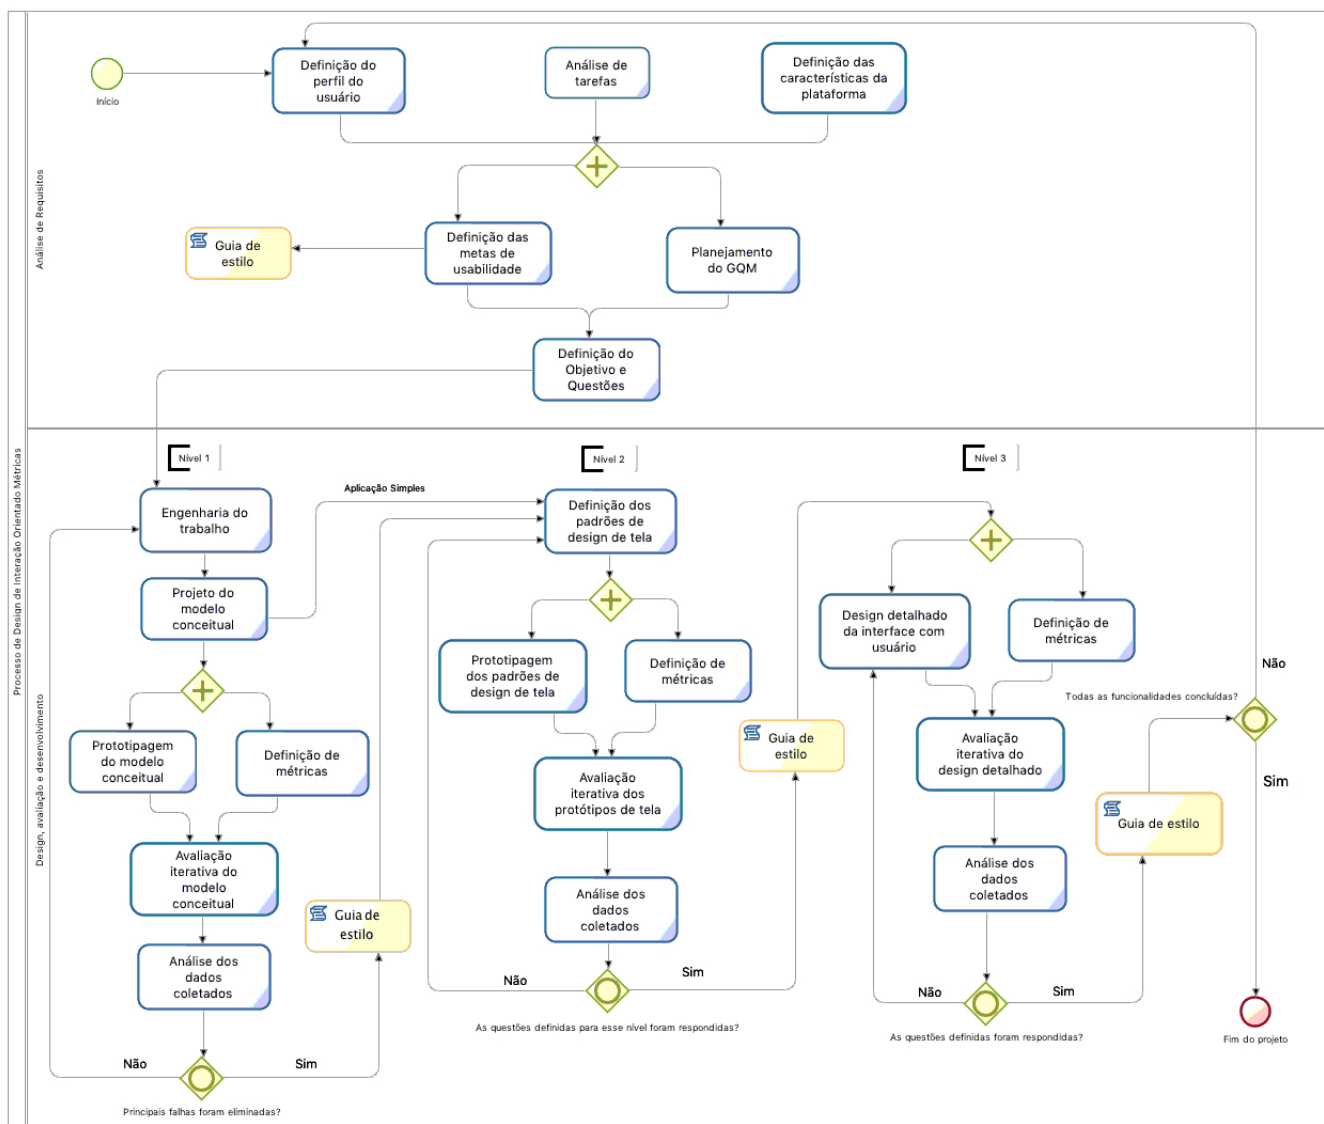 Processo de Design de Interação Orientado Métricas
Análise de Requisitos
Início
Definição do
perfil do
usuário
Análise de
tarefas
Definição das
características da
plataforma
Guia de
estilo
Definição das
metas de
usabilidade
Planejamento
do GQM
Definição do
Objetivo e
Questões
Design, avaliação e desenvolvimento
Nível 1
Engenharia do
trabalho
Projeto do
modelo
conceitual
Aplicação Simples
Prototipagem
do modelo
conceitual
Definição de
métricas
Avaliação
iterativa do
modelo
conceitual
Análise dos
dados
coletados
Não
Sim
Principais falhas foram eliminadas?
Guia de
estilo
Nível 2
Definição dos
padrões de
design de tela
Prototipagem
dos padrões de
design de tela
Definição de
métricas
Avaliação
iterativa dos
protótipos de tela
Análise dos
dados
coletados
Não
Sim
As questões definidas para esse nível foram respondidas?
Guia de
estilo
Nível 3
Design detalhado
da interface com
usuário
Definição de
métricas
Avaliação
iterativa do
design detalhado
Análise dos
dados
coletados
Não
Sim
As questões definidas foram respondidas?
Guia de estilo
Todas as funcionalidades concluídas?
Não
Sim
Fim do projeto